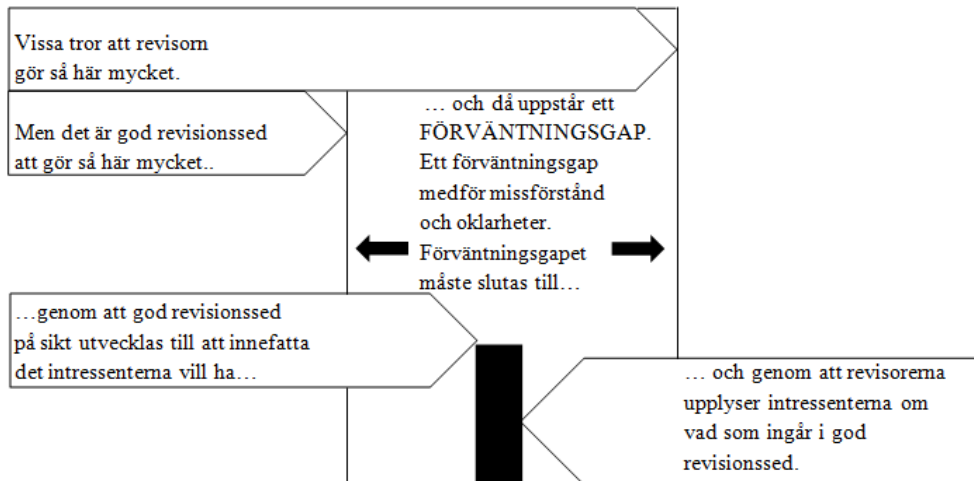 Vissa tror att revisorn
gör så här mycket.
Men det är god revisionssed
att gör så här mycket..
… och då uppstår ett
FÖRVÄNTNINGSGAP.
Ett förväntningsgap
medför missförstånd
och oklarheter.
Förväntningsgapet
måste slutas till…
…genom att god revisionssed
på sikt utvecklas till att innefatta
det intressenterna vill ha…
… och genom att revisorerna
upplyser intressenterna om
vad som ingår i god
revisionssed.